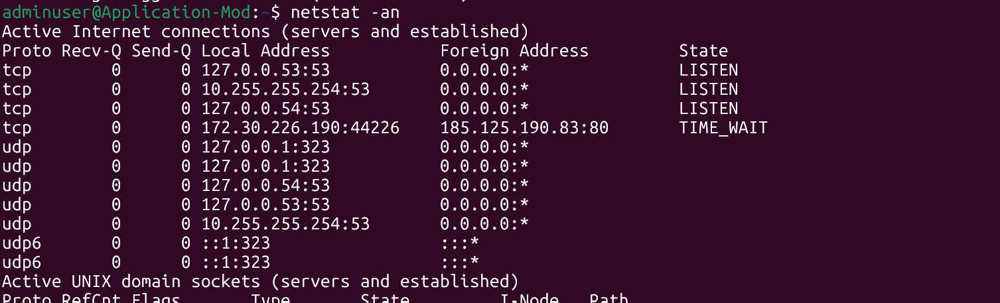 adminuser@Application-Mod:~$ netstat -an
Active Internet connections (servers and established)
Proto Recv-Q Send-Q Local Address           Foreign Address         State
tcp        0      0 127.0.0.53:53           0.0.0.0:*               LISTEN
tcp        0      0 10.255.255.254:53       0.0.0.0:*               LISTEN
tcp        0      0 127.0.0.54:53           0.0.0.0:*               LISTEN
tcp        0      0 172.30.226.190:44226    185.125.190.83:80       TIME_WAIT
udp        0      0 127.0.0.1:323           0.0.0.0:*
udp        0      0 127.0.0.1:323           0.0.0.0:*
udp        0      0 127.0.0.54:53           0.0.0.0:*
udp        0      0 127.0.0.53:53           0.0.0.0:*
udp        0      0 10.255.255.254:53       0.0.0.0:*
udp6       0      0 ::1:323                 :::*
udp6       0      0 ::1:323                 :::*
Active UNIX domain sockets (servers and established)
Proto RefCnt Flags       Type       State         I-Node   Path